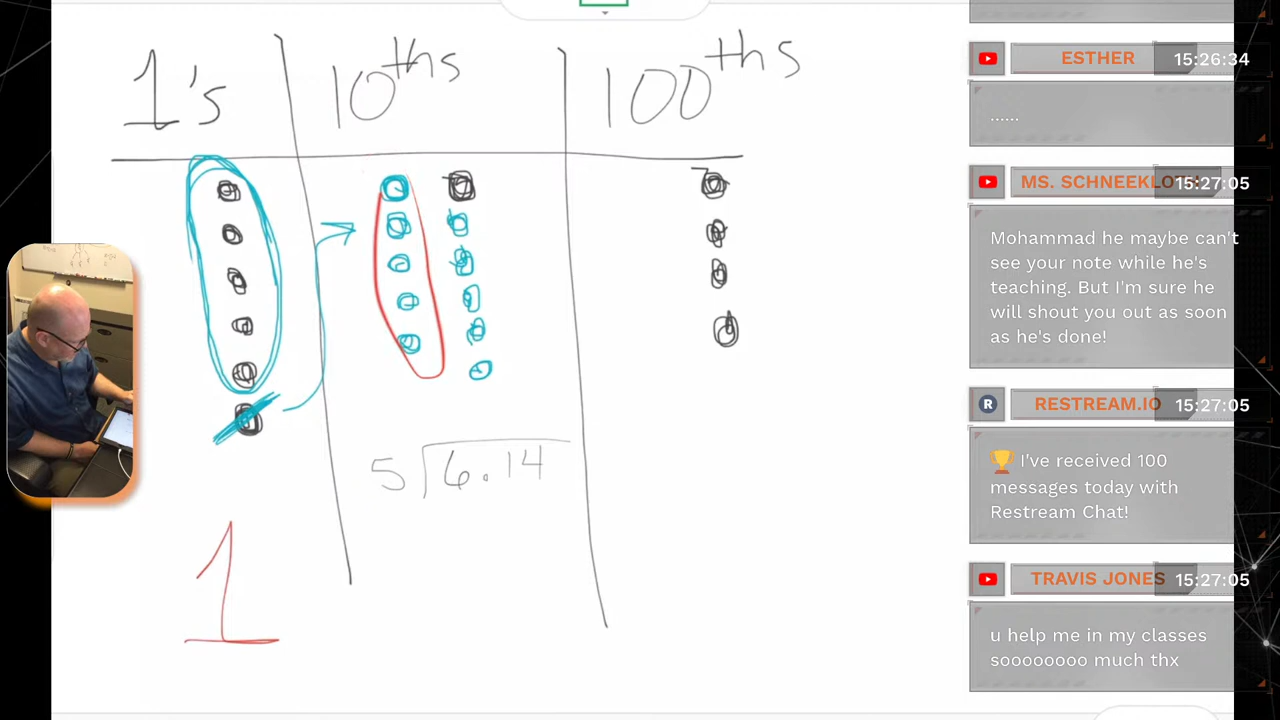 1's 10ths 100ths
5 6.14
1
ESTHER 15:26:34
......
MS. SCHNEEKLOTH 15:27:05
Mohammad he maybe can't
see your note while he's
teaching. But I'm sure he
will shout you out as soon
as he's done!
R RESTREAM.IO 15:27:05
🏆 I've received 100
messages today with
Restream Chat!
TRAVIS JONES 15:27:05
u help me in my classes
soooooooo much thx